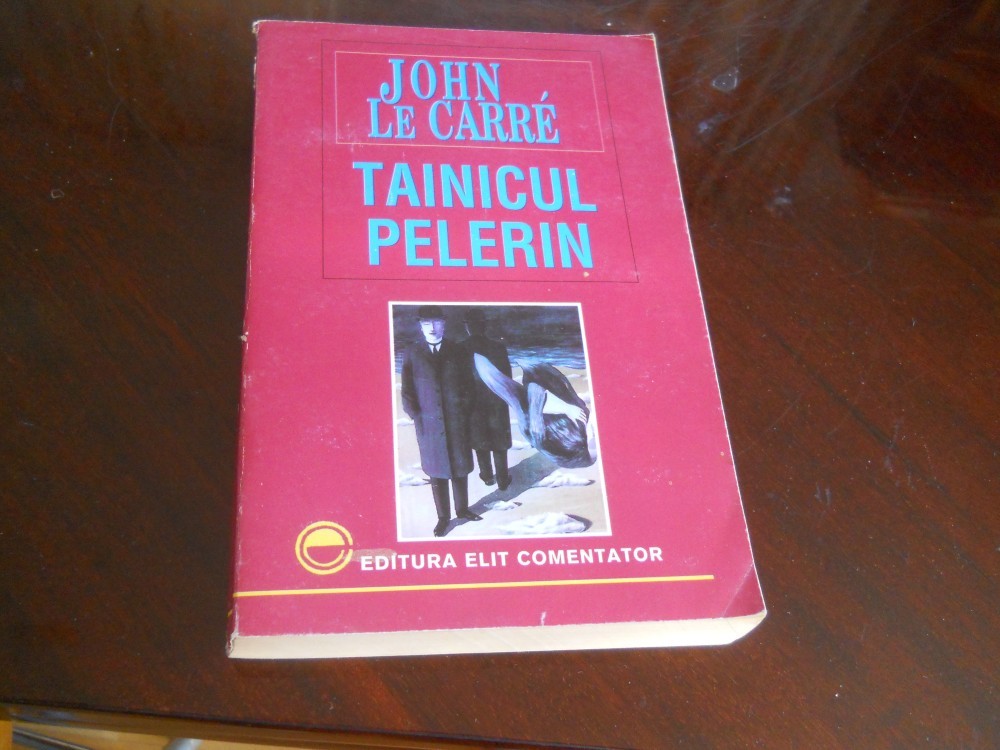 JOHN
LE CARRÉ
TAINICUL
PELERIN
EDITURA ELIT COMENTATOR